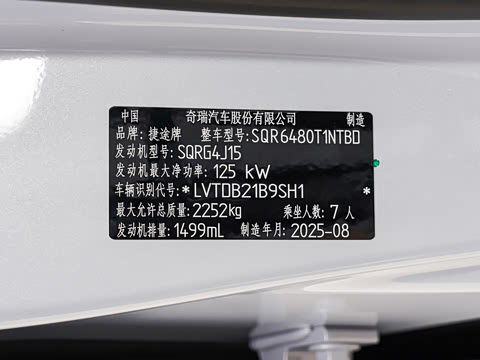 中国 奇瑞汽车股份有限公司 制造
品牌: 捷途牌 整车型号: SQR6480T1NTBD
发动机型号: SQRG4J15
发动机最大净功率: 125 kW
车辆识别代号: *LVTDB21B9SH1 *
最大允许总质量: 2252kg 乘坐人数: 7 人
发动机排量: 1499mL 制造年月: 2025-08